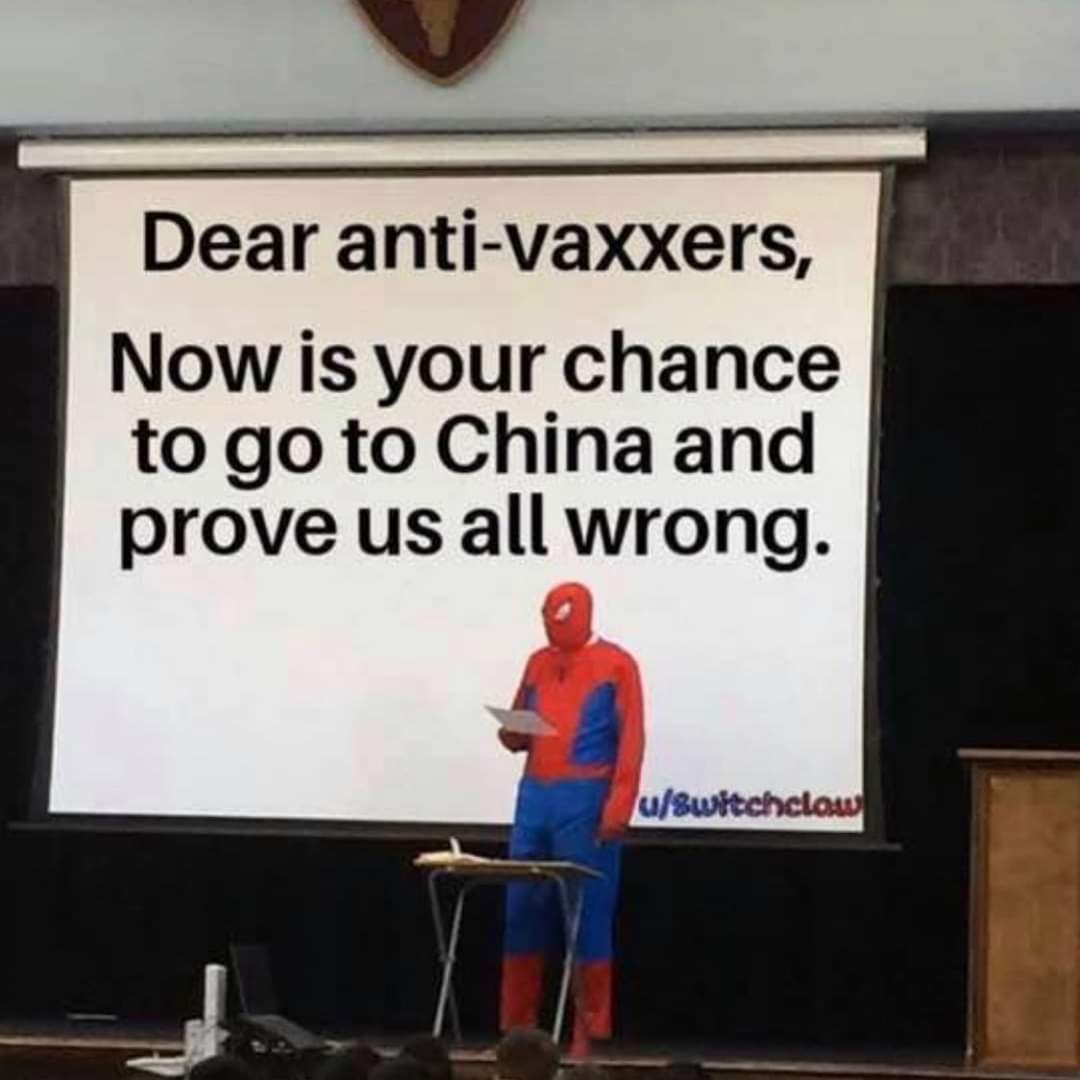 Dear anti-vaxxers,
Now is your chance
to go to China and
prove us all wrong.
u/Switchclaw